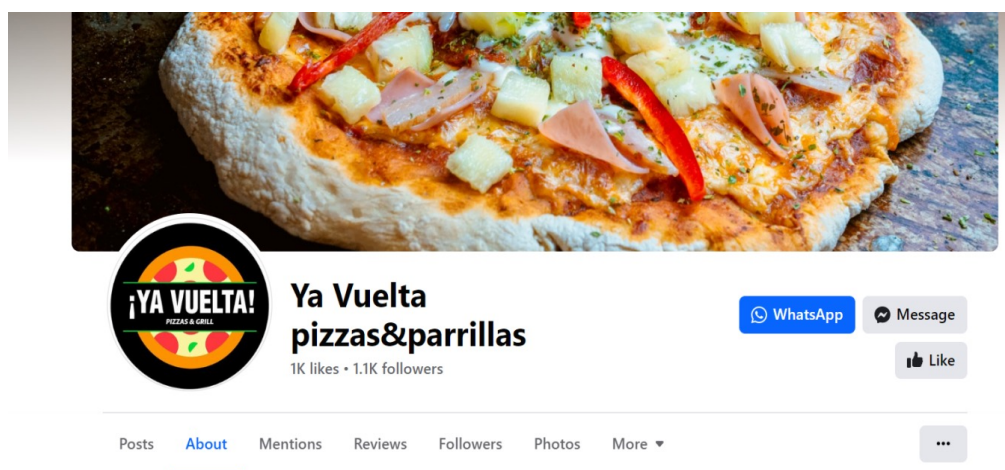 ¡YA VUELTA!
PIZZAS & GRILL
Ya Vuelta
pizzas&parrillas
1K likes • 1.1K followers
WhatsApp
Message
Like
Posts About Mentions Reviews Followers Photos More